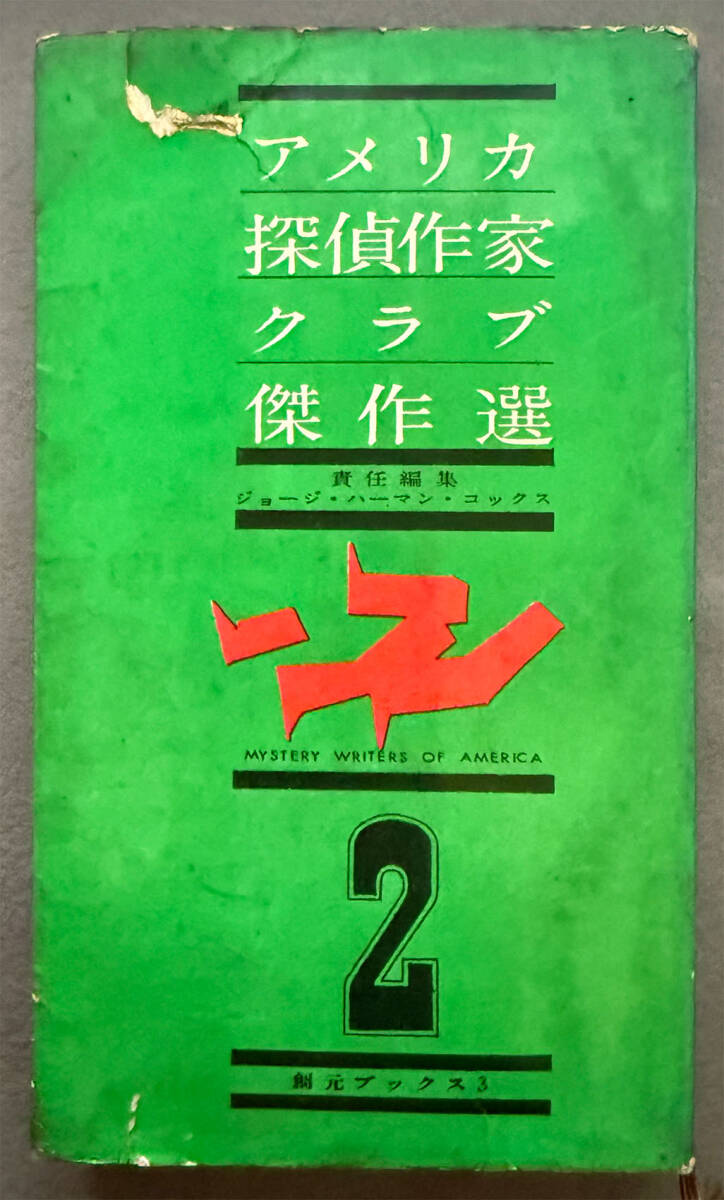 アメリカ
探偵作家
クラブ
傑作選
責任編集
ジョージ・ハーマン・コックス
MYSTERY WRITERS OF AMERICA
2
創元ブックス3